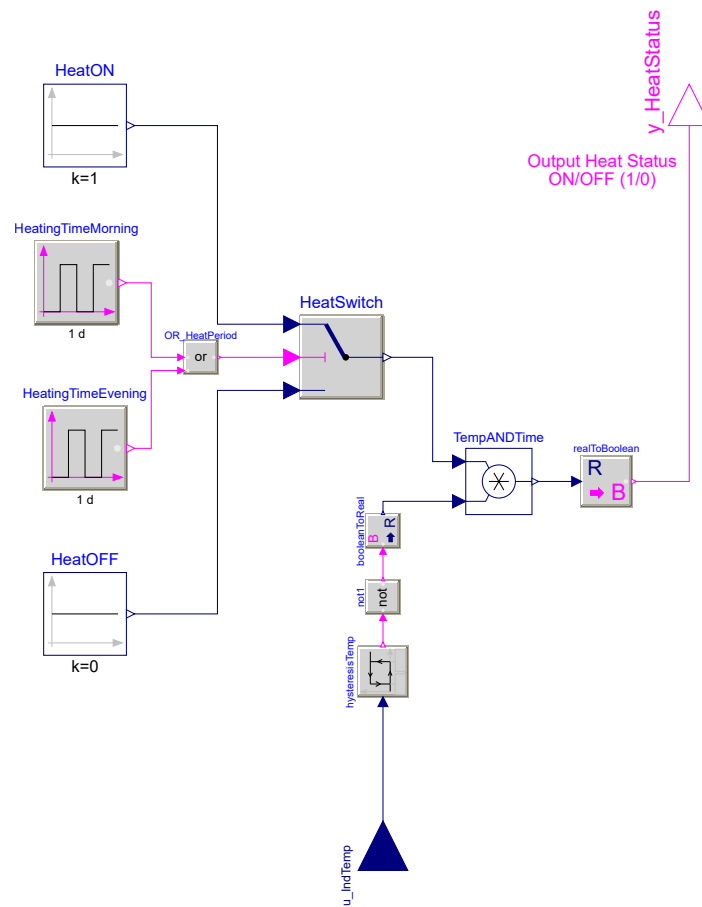 y_HeatStatus
HeatON
k=1
Output Heat Status
ON/OFF (1/0)
HeatingTimeMorning
1 d
HeatSwitch
OR_HeatPeriod
or
HeatingTimeEvening
1 d
TempANDTime
realToBoolean
R
B
booleanToReal
B
R
HeatOFF
k=0
not1
not
hysteresisTemp
u_IndTemp